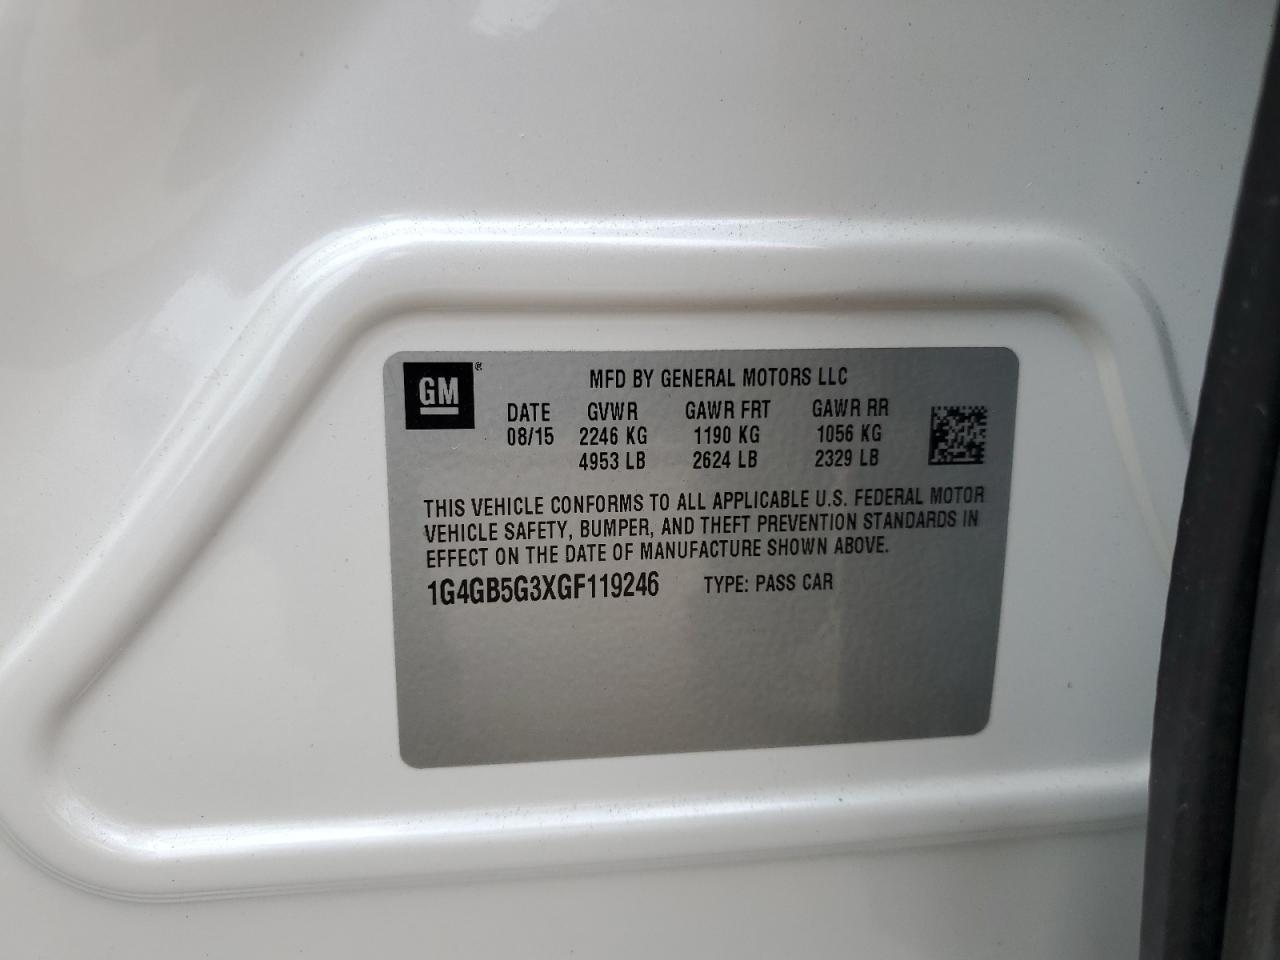 GM®
MFD BY GENERAL MOTORS LLC
DATE GVWR GAWR FRT GAWR RR
08/15 2246 KG 1190 KG 1056 KG
4953 LB 2624 LB 2329 LB
THIS VEHICLE CONFORMS TO ALL APPLICABLE U.S. FEDERAL MOTOR
VEHICLE SAFETY, BUMPER, AND THEFT PREVENTION STANDARDS IN
EFFECT ON THE DATE OF MANUFACTURE SHOWN ABOVE.
1G4GB5G3XGF119246 TYPE: PASS CAR